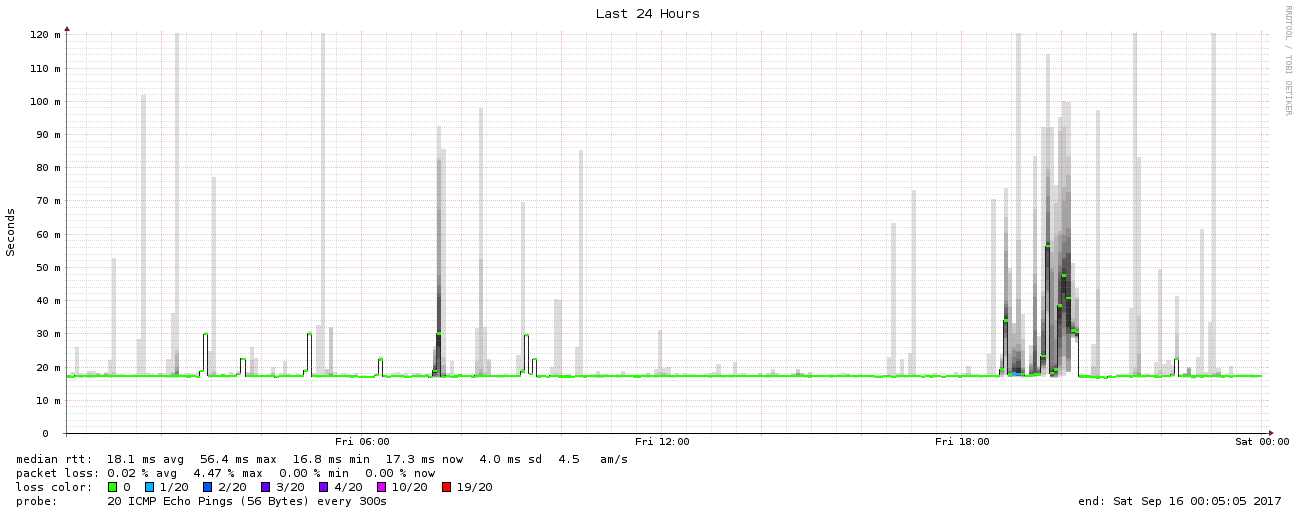 Last 24 Hours
RRDTOOL / TOBI OETIKER
120 m
110 m
100 m
90 m
80 m
70 m
60 m
50 m
40 m
30 m
20 m
10 m
0
Seconds
Fri 06:00 Fri 12:00 Fri 18:00 Sat 00:00
median rtt: 18.1 ms avg 56.4 ms max 16.8 ms min 17.3 ms now 4.0 ms sd 4.5 am/s
packet loss: 0.02 % avg 4.47 % max 0.00 % min 0.00 % now
loss color: 0 1/20 2/20 3/20 4/20 10/20 19/20
probe: 20 ICMP Echo Pings (56 Bytes) every 300s end: Sat Sep 16 00:05:05 2017